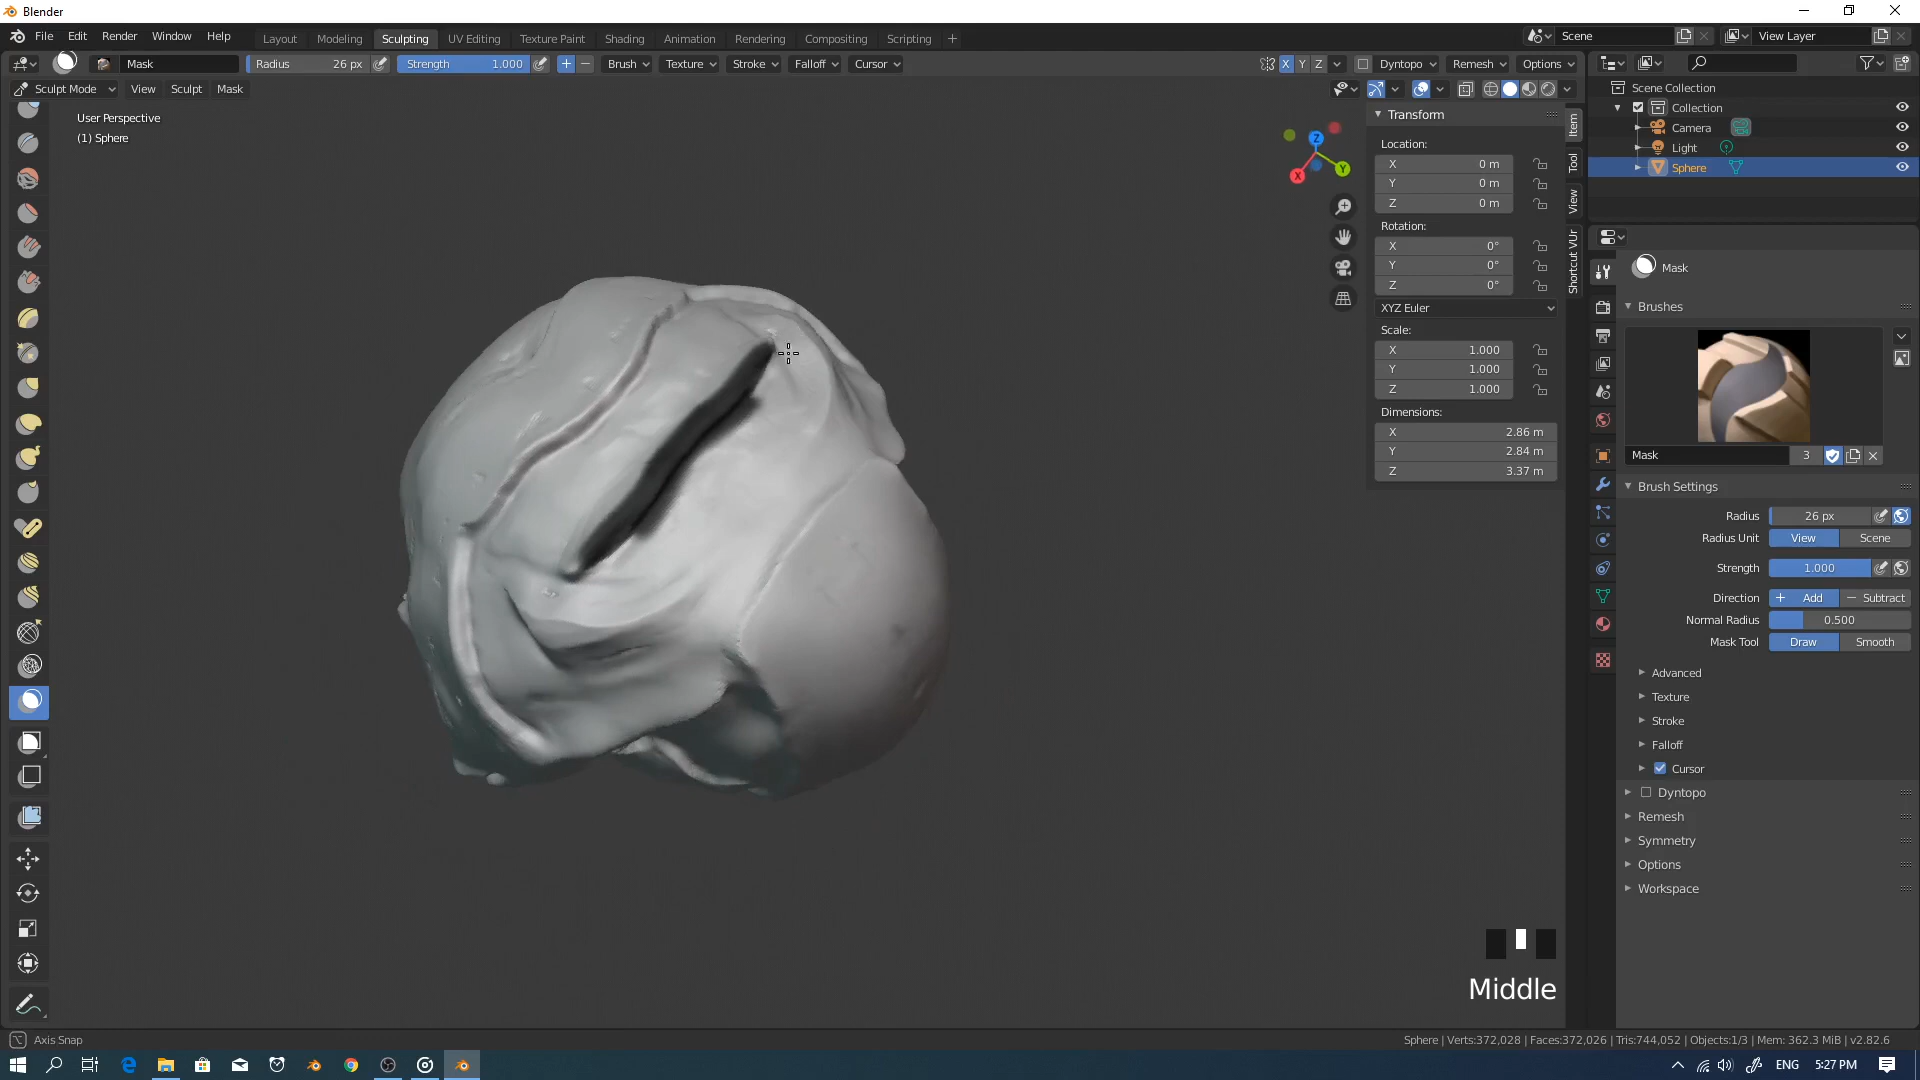 Blender
File Edit Render Window Help
Layout Modeling Sculpting UV Editing Texture Paint Shading Animation Rendering Compositing Scripting +
Scene
View Layer
Mask
Radius 26 px
Strength 1.000
Brush Texture Stroke Falloff Cursor
X Y Z
Dyntopo Remesh Options
Sculpt Mode View Sculpt Mask
User Perspective
(1) Sphere
Z
Y
X
Transform
Location:
X 0 m
Y 0 m
Z 0 m
Rotation:
X 0°
Y 0°
Z 0°
XYZ Euler
Scale:
X 1.000
Y 1.000
Z 1.000
Dimensions:
X 2.86 m
Y 2.84 m
Z 3.37 m
Item
Tool
View
Shortcut VUr
Scene Collection
Collection
Camera
Light
Sphere
Mask
Brushes
Mask 3
Brush Settings
Radius 26 px
Radius Unit View Scene
Strength 1.000
Direction + Add − Subtract
Normal Radius 0.500
Mask Tool Draw Smooth
Advanced
Texture
Stroke
Falloff
Cursor
Dyntopo
Remesh
Symmetry
Options
Workspace
Middle
Axis Snap
Sphere | Verts:372,028 | Faces:372,026 | Tris:744,052 | Objects:1/3 | Mem: 362.3 MiB | v2.82.6
ENG 5:27 PM